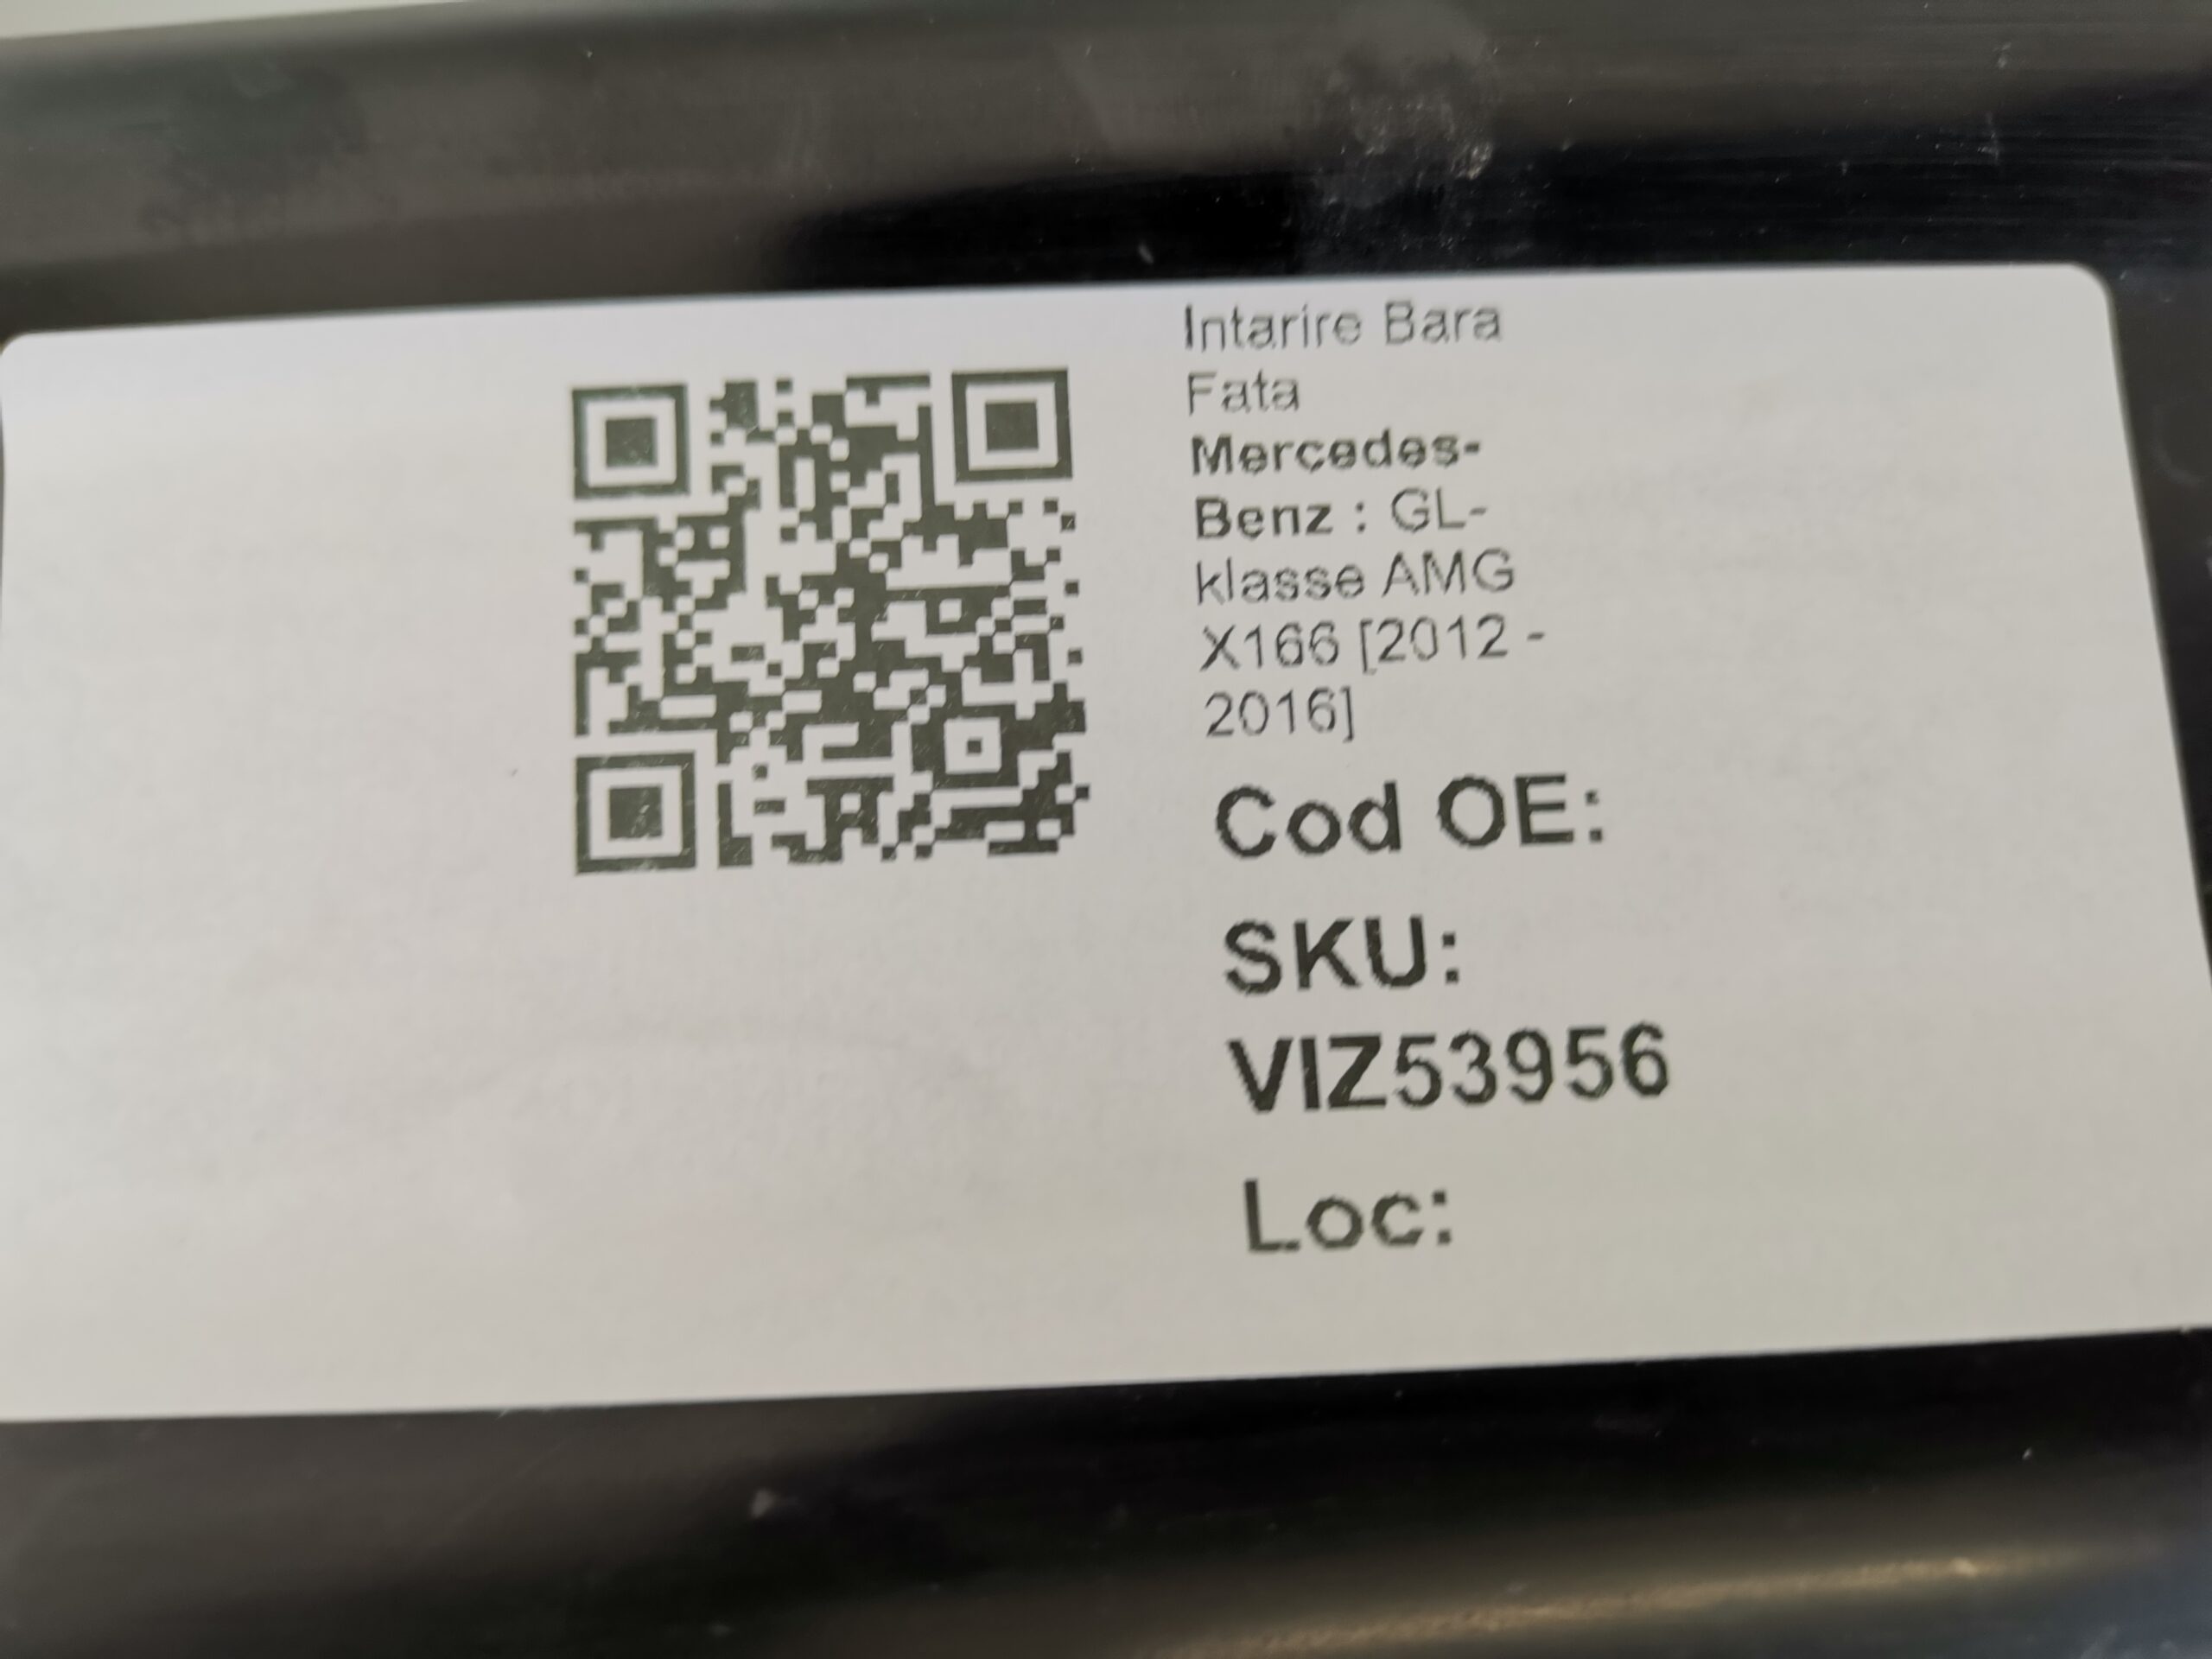 Intarire Bara
Fata
Mercedes-
Benz : GL-
klasse AMG
X166 [2012 -
2016]
Cod OE:
SKU:
VIZ53956
Loc: